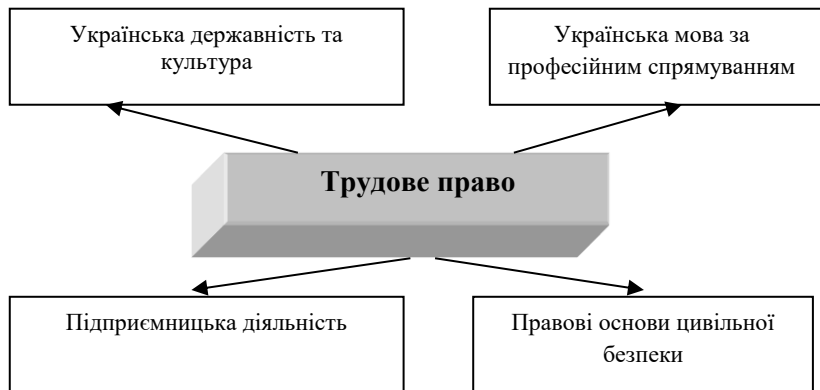 Українська державність та
культура
Українська мова за
професійним спрямуванням
Трудове право
Підприємницька діяльність
Правові основи цивільної
безпеки